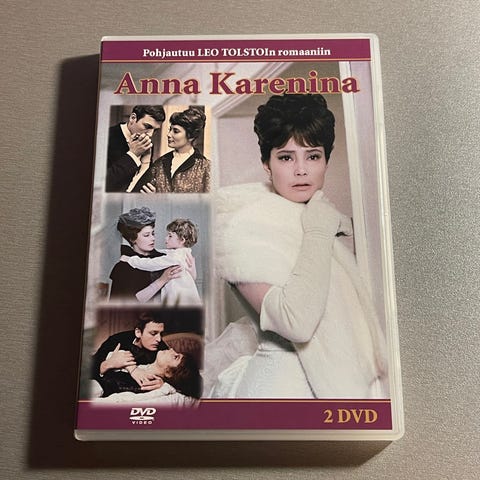 Pohjautuu LEO TOLSTOIn romaaniin
Anna Karenina
DVD
VIDEO
2 DVD